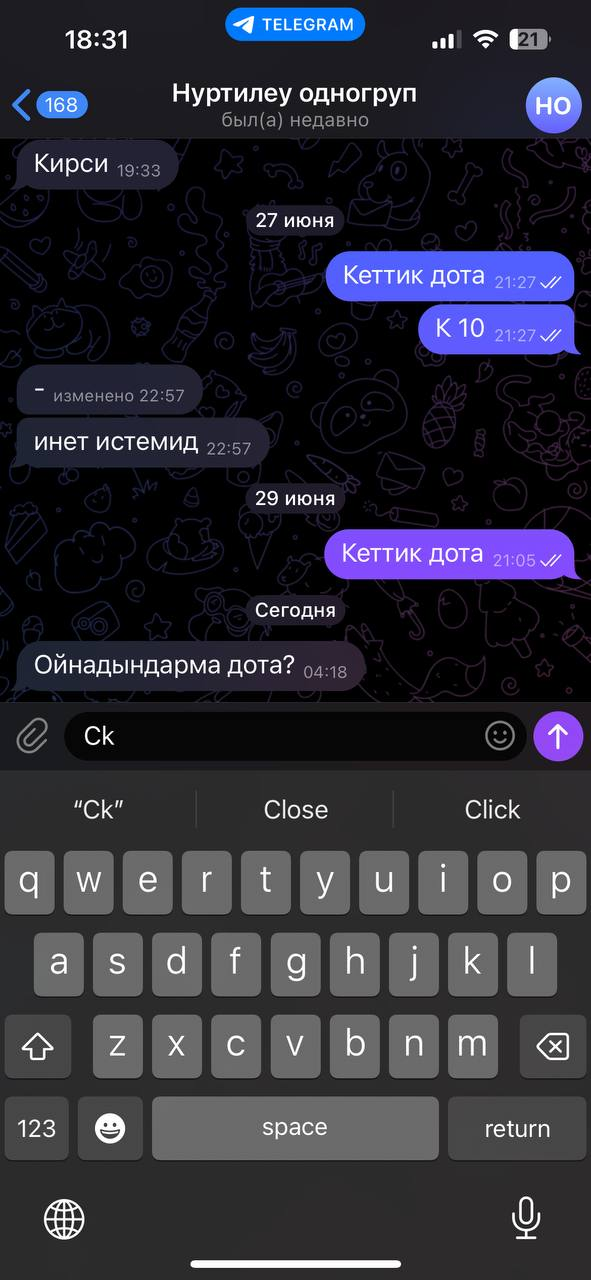 18:31
TELEGRAM
21
168
Нуртилеу одногруп
был(а) недавно
НО
Кирси 19:33
27 июня
Кеттик дота 21:27
К 10 21:27
- изменено 22:57
инет истемид 22:57
29 июня
Кеттик дота 21:05
Сегодня
Ойнадындарма дота? 04:18
Ck
“Ck” Close Click
q w e r t y u i o p
a s d f g h j k l
z x c v b n m
123 space return